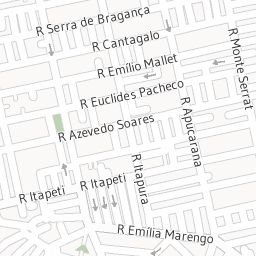 R Serra de Bragança
R Cantagalo
R Emílio Mallet
R Monte Serrat
R Euclides Pacheco
R Apucarana
R Azevedo Soares
R Itapeti
R Itapeti
R Itapura
R Emília Marengo